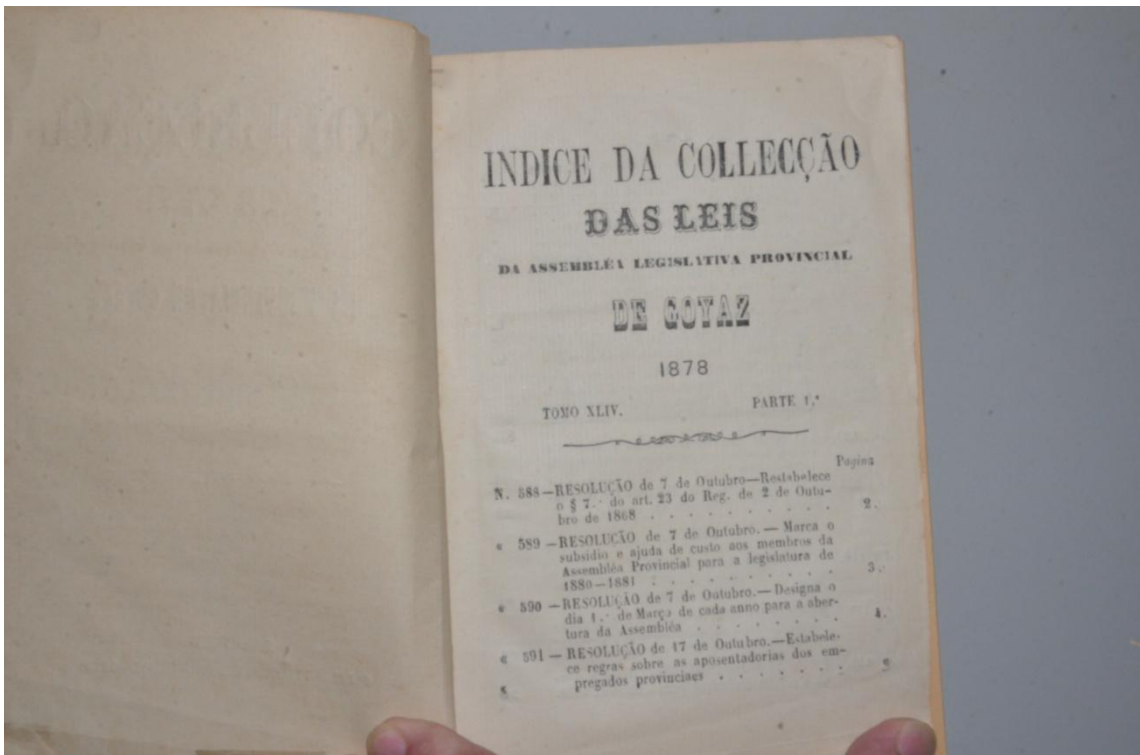 INDICE DA COLLECÇÃO
DAS LEIS
DA ASSEMBLÉA LEGISLATIVA PROVINCIAL
DE GOYAZ
1878
TOMO XLIV. PARTE 1.ª
Pagina
N. 588—RESOLUÇÃO de 7 de Outubro—Restabelece
o § 7.º do art. 23 do Reg. de 2 de Outu-
bro de 1868 . . . . . . . . . . 2.
« 589 —RESOLUÇÃO de 7 de Outubro.— Marca o
subsidio e ajuda de custo aos membros da
Assembléa Provincial para a legislatura de
1880—1881 . . . . . . . . . . 3.
« 590 —RESOLUÇÃO de 7 de Outubro.—Designa o
dia 1.º de Março de cada anno para a aber-
tura da Assembléa . . . . . . . . 4.
« 591 — RESOLUÇÃO de 17 de Outubro.—Estabele-
ce regras sobre as aposentadorias dos em-
pregados provinciaes . . . . . . .